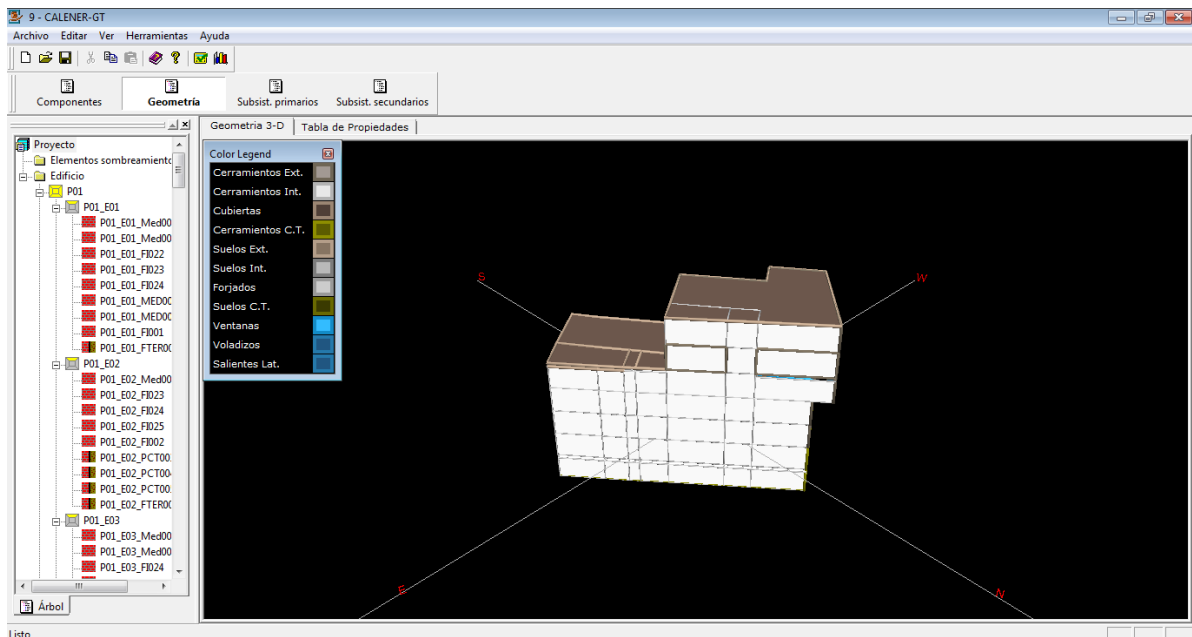 9 - CALENER-GT
Archivo Editar Ver Herramientas Ayuda
Componentes Geometría Subsist. primarios Subsist. secundarios
Geometria 3-D Tabla de Propiedades
Proyecto
Elementos sombreamiento
Edificio
P01
P01_E01
P01_E01_Med00
P01_E01_Med00
P01_E01_FI022
P01_E01_FI023
P01_E01_FI024
P01_E01_MED00
P01_E01_MED00
P01_E01_FI001
P01_E01_FTER00
P01_E02
P01_E02_Med00
P01_E02_FI023
P01_E02_FI024
P01_E02_FI025
P01_E02_FI002
P01_E02_PCT00
P01_E02_PCT00
P01_E02_PCT00
P01_E02_FTER00
P01_E03
P01_E03_Med00
P01_E03_Med00
P01_E03_FI024
Árbol
Color Legend
Cerramientos Ext.
Cerramientos Int.
Cubiertas
Cerramientos C.T.
Suelos Ext.
Suelos Int.
Forjados
Suelos C.T.
Ventanas
Voladizos
Salientes Lat.
S
W
E
N
Listo